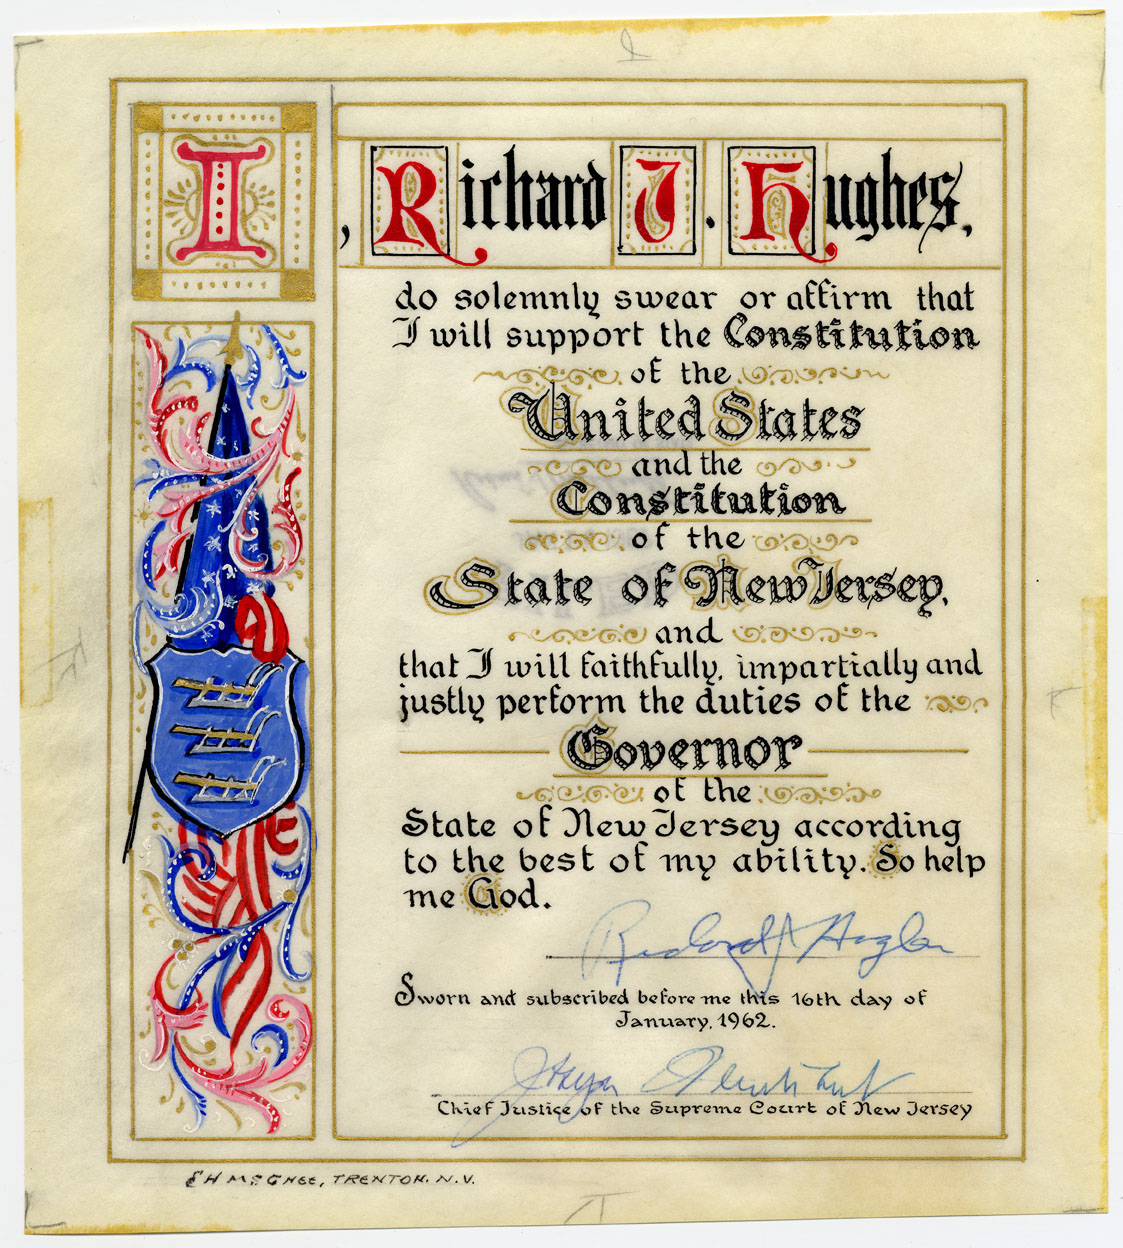 I, Richard J. Hughes,
do solemnly swear or affirm that
I will support the Constitution
of the
United States
and the
Constitution
of the
State of New Jersey,
and
that I will faithfully, impartially and
justly perform the duties of the
Governor
of the
State of New Jersey according
to the best of my ability. So help
me God.
Richard J Hughes
Sworn and subscribed before me this 16th day of
January, 1962.
Chief Justice of the Supreme Court of New Jersey
E H McGhee, TRENTON. N.V.